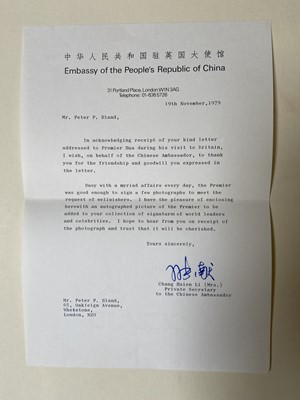 中华人民共和国驻英国大使馆
Embassy of the People's Republic of China
31 Portland Place, London W1N 3AG
Telephone: 01-636 5726
19th November, 1979
Mr. Peter P. Bland,
In acknowledging receipt of your kind letter
addressed to Premier Hua during his visit to Britain,
I wish, on behalf of the Chinese Ambassador, to thank
you for the friendship and goodwill you expressed in
the letter.
Busy with a myriad affairs every day, the Premier
was good enough to sign a few photographs to meet the
request of wellwishers. I have the pleasure of enclosing
herewith an autographed picture of the Premier to be
added to your collection of signatures of world leaders
and celebrities. I hope to hear from you on receipt of
the photograph and trust that it will be cherished.
Yours sincerely,
Chang Hsien Li (Mrs.)
Private Secretary
to the Chinese Ambassador
Mr. Peter P. Bland,
65, Oakleigh Avenue,
Whetstone,
London, N20